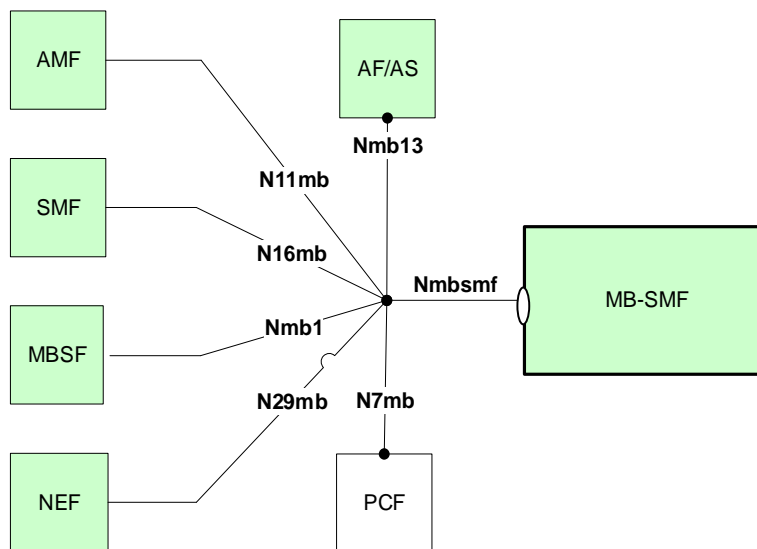 AMF
AF/AS
Nmb13
N11mb
SMF
N16mb
Nmbsmf
MB-SMF
Nmb1
MBSF
N29mb
N7mb
NEF
PCF